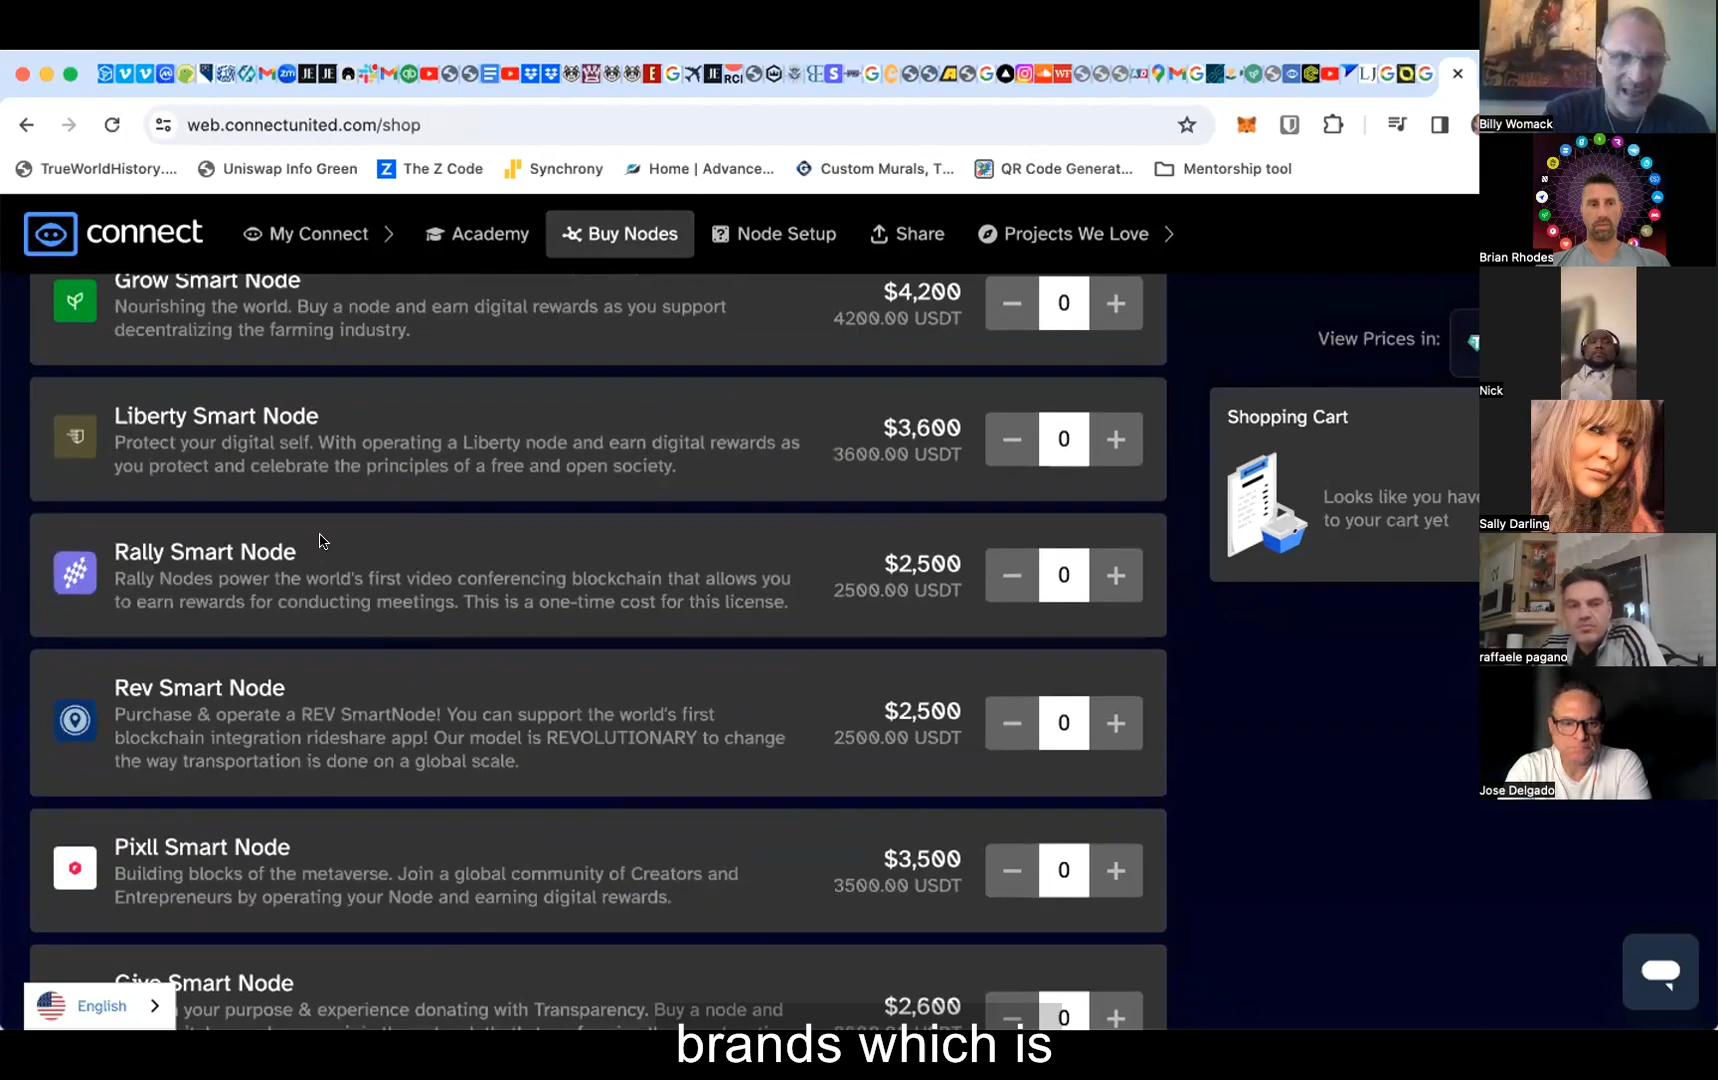 web.connectunited.com/shop
TrueWorldHistory....
Uniswap Info Green
The Z Code
Synchrony
Home | Advance...
Custom Murals, T...
QR Code Generat...
Mentorship tool
connect
My Connect
Academy
Buy Nodes
Node Setup
Share
Projects We Love
Grow Smart Node
Nourishing the world. Buy a node and earn digital rewards as you support
decentralizing the farming industry.
$4,200
4200.00 USDT
0
Liberty Smart Node
Protect your digital self. With operating a Liberty node and earn digital rewards as
you protect and celebrate the principles of a free and open society.
$3,600
3600.00 USDT
0
Rally Smart Node
Rally Nodes power the world's first video conferencing blockchain that allows you
to earn rewards for conducting meetings. This is a one-time cost for this license.
$2,500
2500.00 USDT
0
Rev Smart Node
Purchase & operate a REV SmartNode! You can support the world's first
blockchain integration rideshare app! Our model is REVOLUTIONARY to change
the way transportation is done on a global scale.
$2,500
2500.00 USDT
0
Pixll Smart Node
Building blocks of the metaverse. Join a global community of Creators and
Entrepreneurs by operating your Node and earning digital rewards.
$3,500
3500.00 USDT
0
Give Smart Node
your purpose & experience donating with Transparency. Buy a node and
$2,600
0
View Prices in:
Shopping Cart
Looks like you have
to your cart yet
English
Billy Womack
Brian Rhodes
Nick
Sally Darling
raffaele pagano
Jose Delgado
brands which is